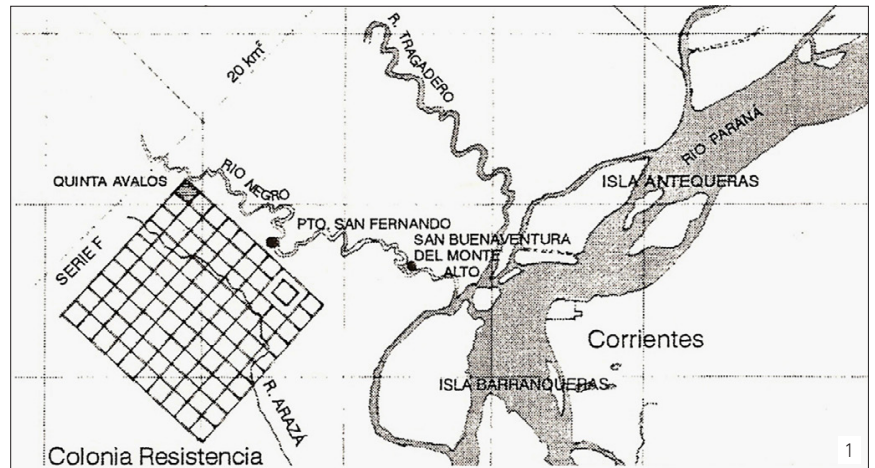 20 km²
R. TRAGADERO
RIO PARANÁ
QUINTA AVALOS
RIO NEGRO
ISLA ANTEQUERAS
PTO. SAN FERNANDO
SERIE F
SAN BUENAVENTURA
DEL MONTE
ALTO
Corrientes
ISLA BARRANQUERAS
R. ARAZÁ
Colonia Resistencia
1